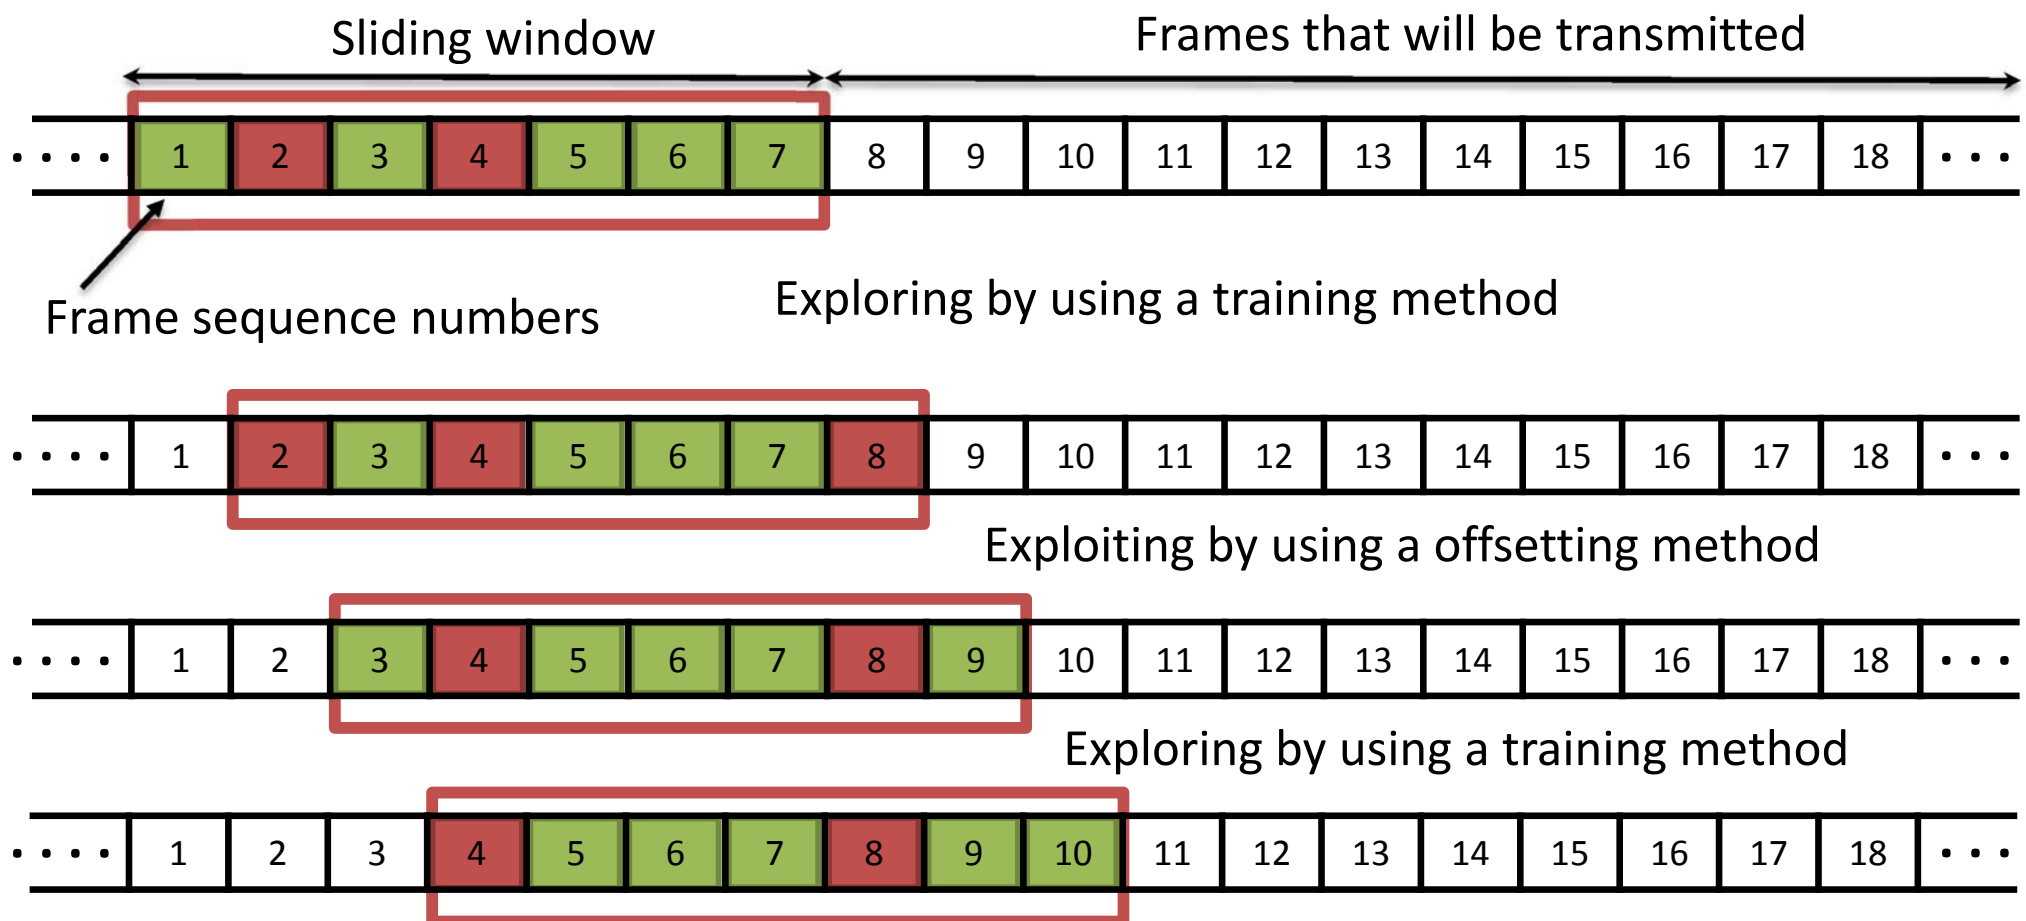 Sliding window
Frames that will be transmitted
. . . . 1 2 3 4 5 6 7 8 9 10 11 12 13 14 15 16 17 18 . . .
Frame sequence numbers
Exploring by using a training method
. . . . 1 2 3 4 5 6 7 8 9 10 11 12 13 14 15 16 17 18 . . .
Exploiting by using a offsetting method
. . . . 1 2 3 4 5 6 7 8 9 10 11 12 13 14 15 16 17 18 . . .
Exploring by using a training method
. . . . 1 2 3 4 5 6 7 8 9 10 11 12 13 14 15 16 17 18 . . .